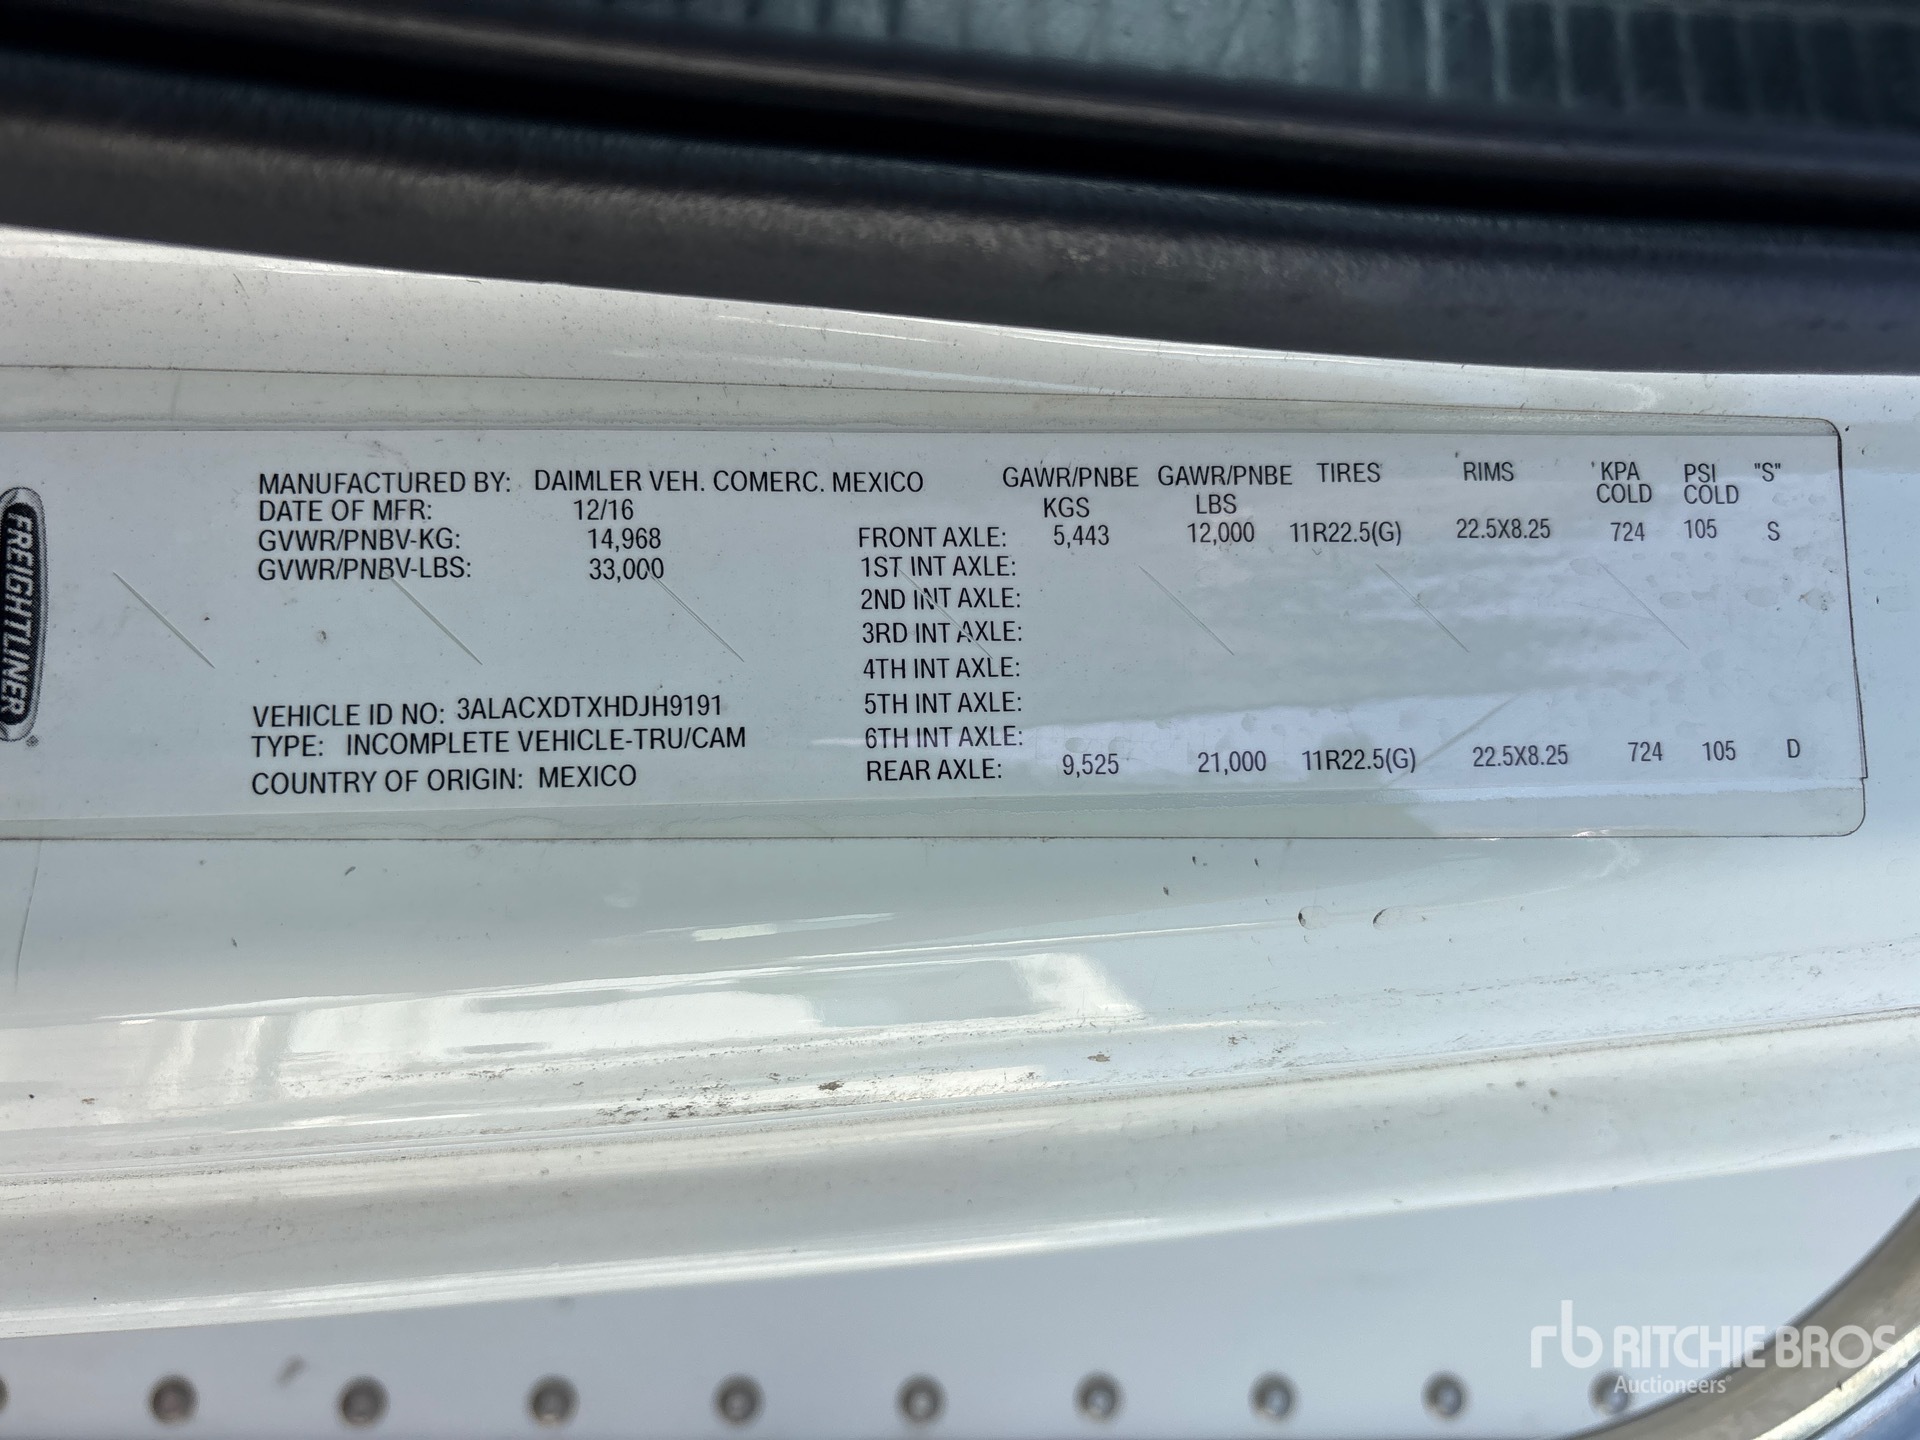 FREIGHTLINER®
MANUFACTURED BY: DAIMLER VEH. COMERC. MEXICO
DATE OF MFR: 12/16
GVWR/PNBV-KG: 14,968
GVWR/PNBV-LBS: 33,000
VEHICLE ID NO: 3ALACXDTXHDJH9191
TYPE: INCOMPLETE VEHICLE-TRU/CAM
COUNTRY OF ORIGIN: MEXICO
GAWR/PNBE GAWR/PNBE TIRES RIMS KPA PSI "S"
KGS LBS COLD COLD
FRONT AXLE: 5,443 12,000 11R22.5(G) 22.5X8.25 724 105 S
1ST INT AXLE:
2ND INT AXLE:
3RD INT AXLE:
4TH INT AXLE:
5TH INT AXLE:
6TH INT AXLE:
REAR AXLE: 9,525 21,000 11R22.5(G) 22.5X8.25 724 105 D
rb RITCHIE BROS.
Auctioneers